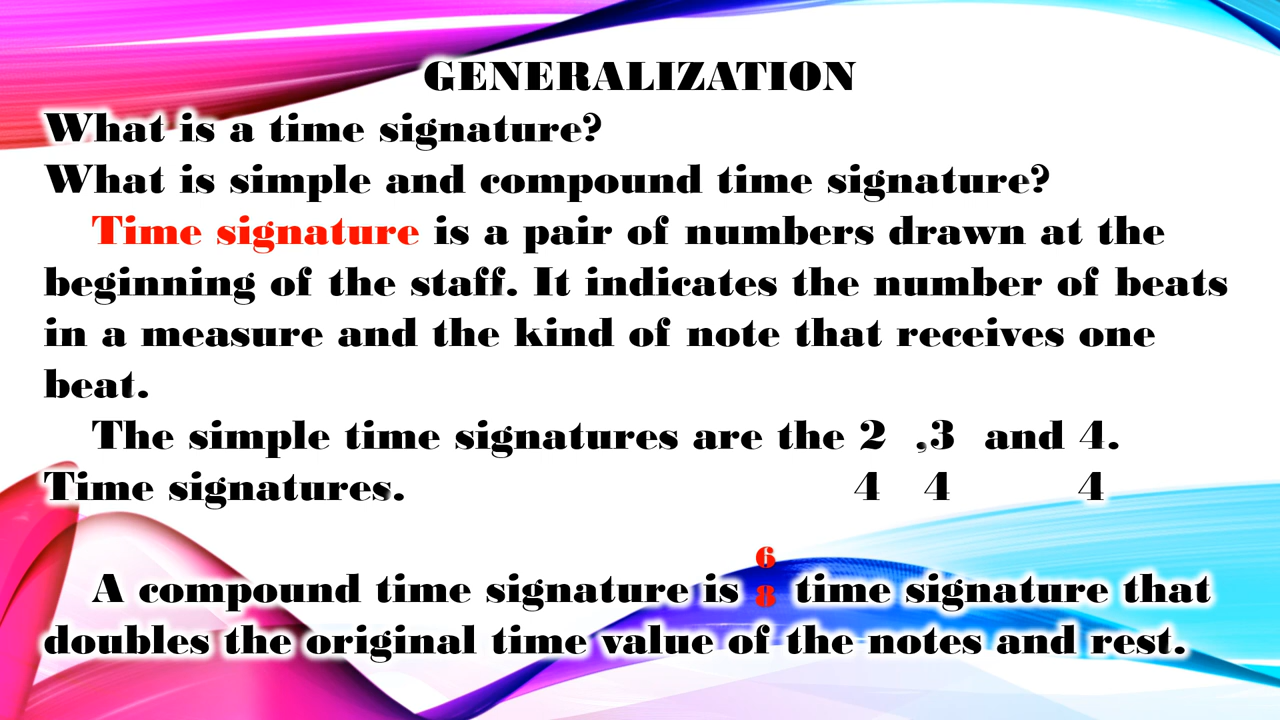 GENERALIZATION
What is a time signature?
What is simple and compound time signature?
Time signature is a pair of numbers drawn at the
beginning of the staff. It indicates the number of beats
in a measure and the kind of note that receives one
beat.
The simple time signatures are the 2 ,3 and 4.
Time signatures. 4 4 4
6
A compound time signature is 8 time signature that
doubles the original time value of the notes and rest.